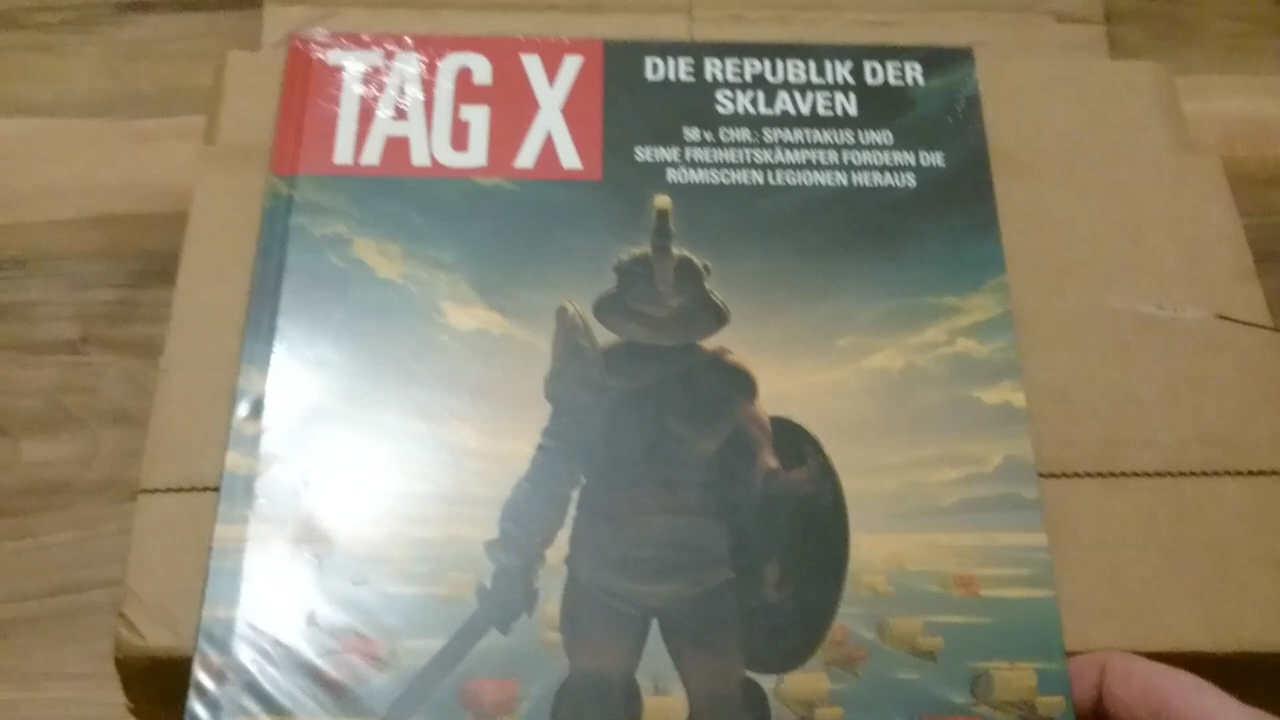 TAG X
DIE REPUBLIK DER
SKLAVEN
58 v. CHR.: SPARTAKUS UND
SEINE FREIHEITSKÄMPFER FORDERN DIE
RÖMISCHEN LEGIONEN HERAUS